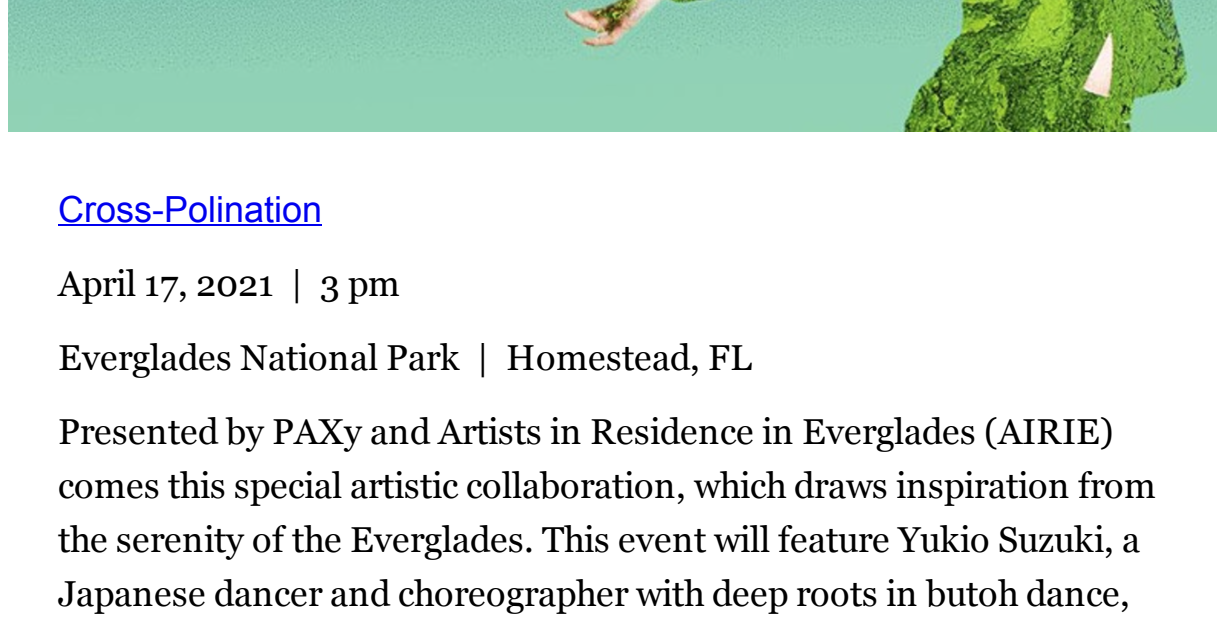 Cross-Polination
April 17, 2021 | 3 pm
Everglades National Park | Homestead, FL
Presented by PAXy and Artists in Residence in Everglades (AIRIE)
comes this special artistic collaboration, which draws inspiration from
the serenity of the Everglades. This event will feature Yukio Suzuki, a
Japanese dancer and choreographer with deep roots in butoh dance,